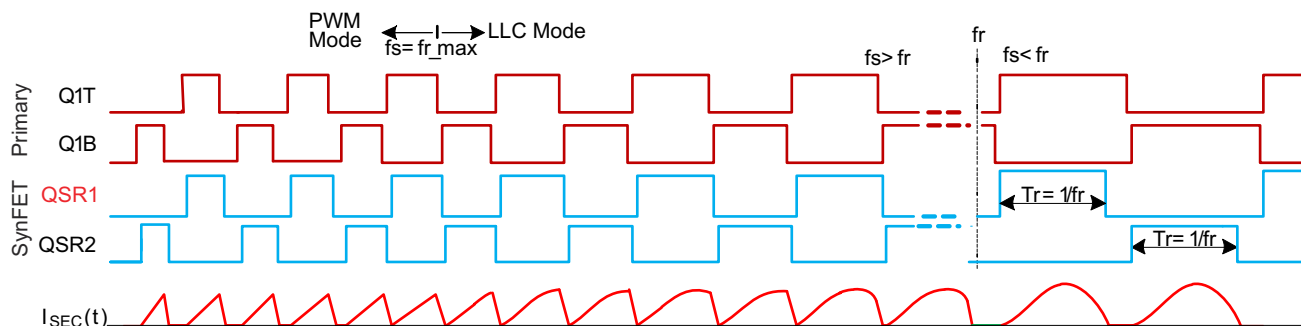 PWM
Mode
fs= fr_max
LLC Mode
fs> fr
fr
fs< fr
Primary
Q1T
Q1B
SynFET
QSR1
QSR2
Tr= 1/fr
Tr= 1/fr
ISEC(t)